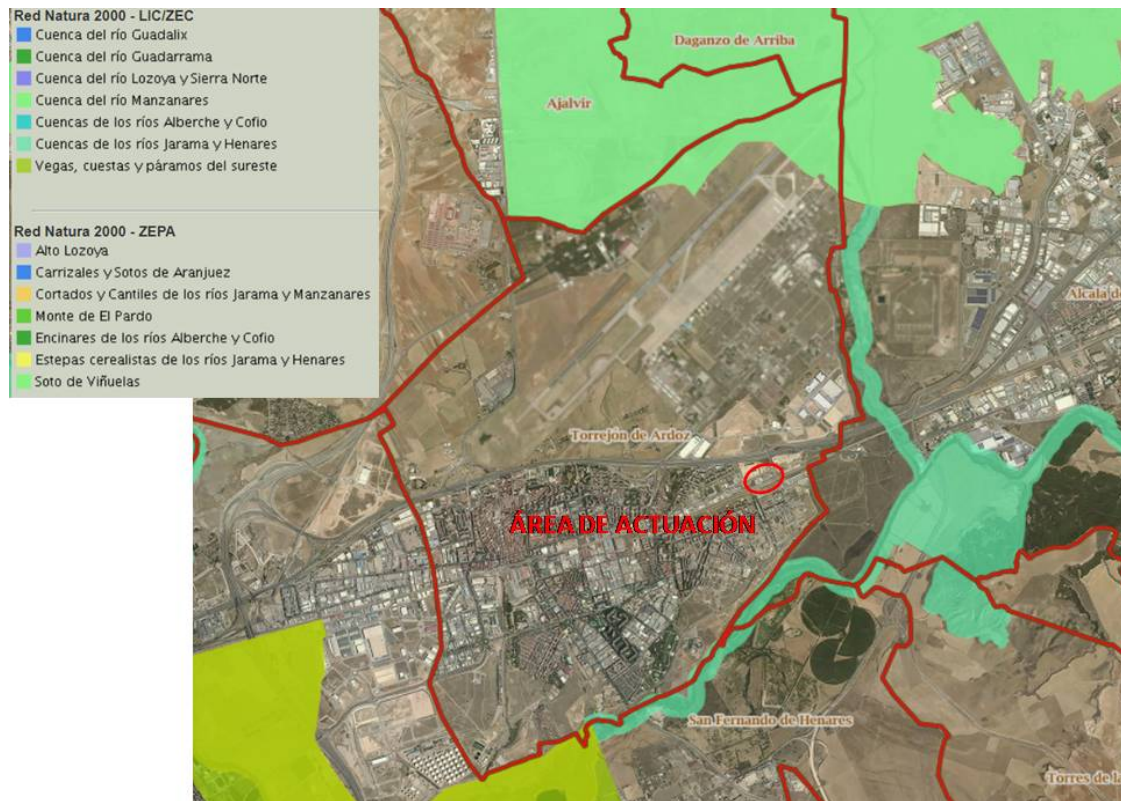 Red Natura 2000 - LIC/ZEC
Cuenca del río Guadalix
Cuenca del río Guadarrama
Cuenca del río Lozoya y Sierra Norte
Cuenca del río Manzanares
Cuencas de los ríos Alberche y Cofio
Cuencas de los ríos Jarama y Henares
Vegas, cuestas y páramos del sureste
Red Natura 2000 - ZEPA
Alto Lozoya
Carrizales y Sotos de Aranjuez
Cortados y Cantiles de los ríos Jarama y Manzanares
Monte de El Pardo
Encinares de los ríos Alberche y Cofio
Estepas cerealistas de los ríos Jarama y Henares
Soto de Viñuelas
Daganzo de Arriba
Ajalvir
Alcalá d
Torrejón de Ardoz
ÁREA DE ACTUACIÓN
San Fernando de Henares
Torres de la